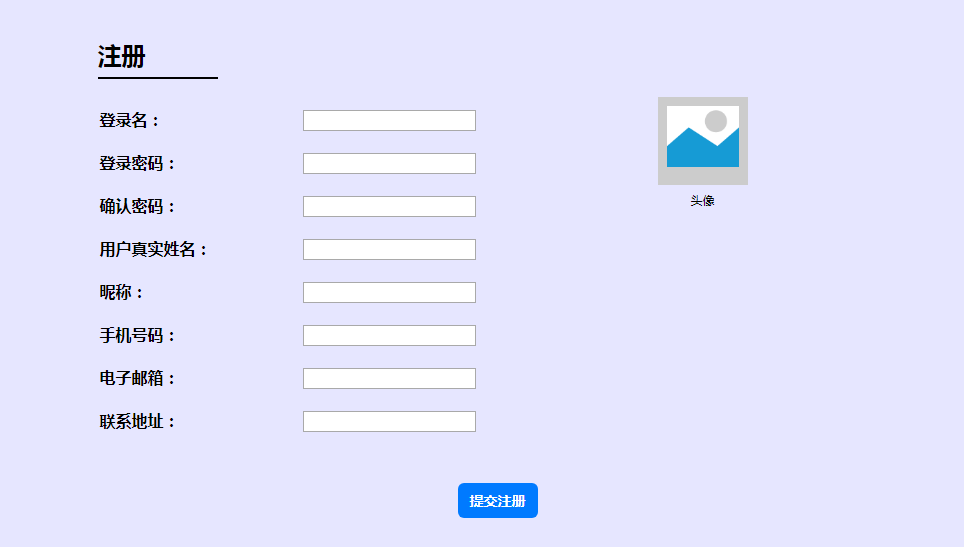 注册
登录名：
登录密码：
确认密码：
用户真实姓名：
昵称：
手机号码：
电子邮箱：
联系地址：
头像
提交注册